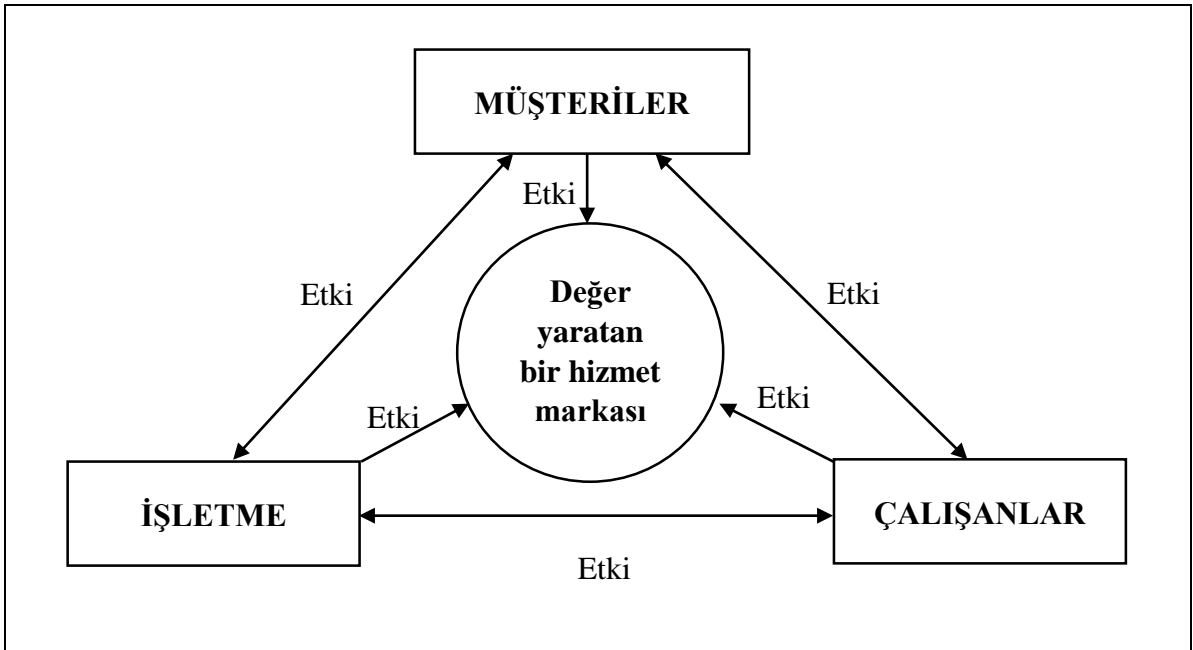 MÜŞTERİLER
Etki
Etki
Etki
Değer
yaratan
bir hizmet
markası
Etki
Etki
İŞLETME
ÇALIŞANLAR
Etki